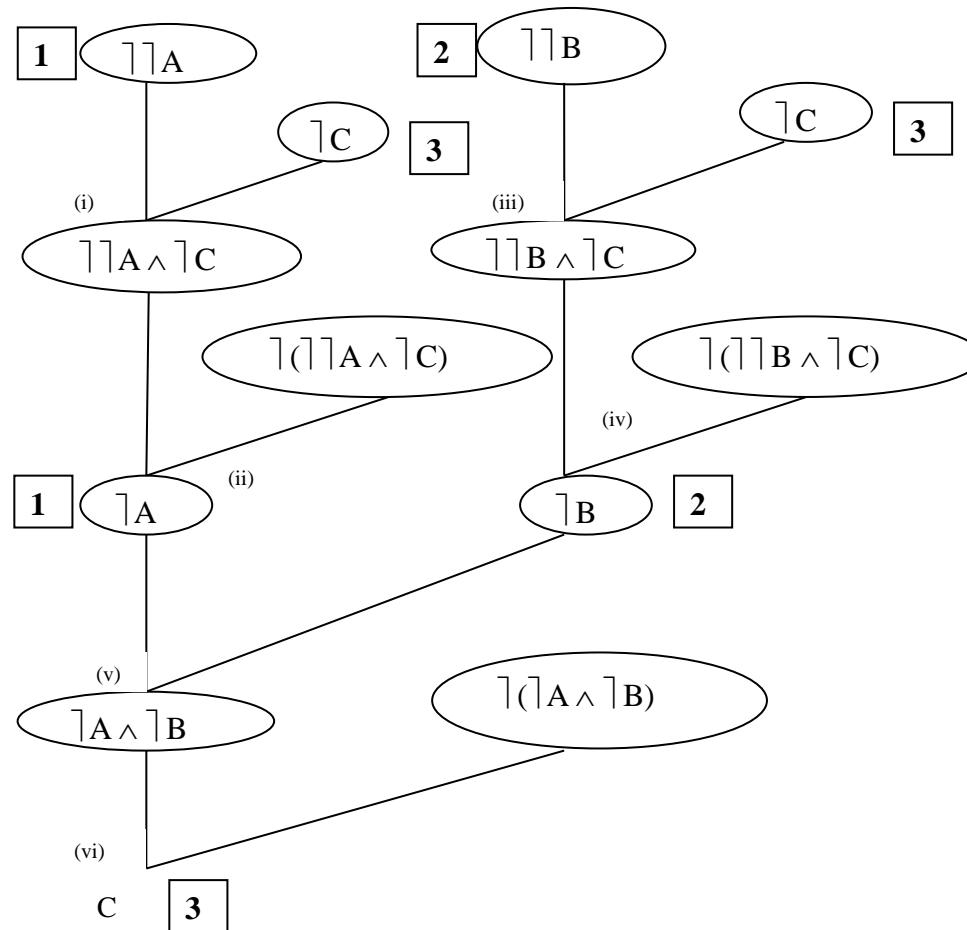 1 ⏋⏋A 2 ⏋⏋B
⏋C 3 ⏋C 3
(i) (iii)
⏋⏋A ∧ ⏋C ⏋⏋B ∧ ⏋C
⏋(⏋⏋A ∧ ⏋C) ⏋(⏋⏋B ∧ ⏋C)
(iv)
(ii)
1 ⏋A ⏋B 2
(v)
⏋A ∧ ⏋B ⏋(⏋A ∧ ⏋B)
(vi)
C 3